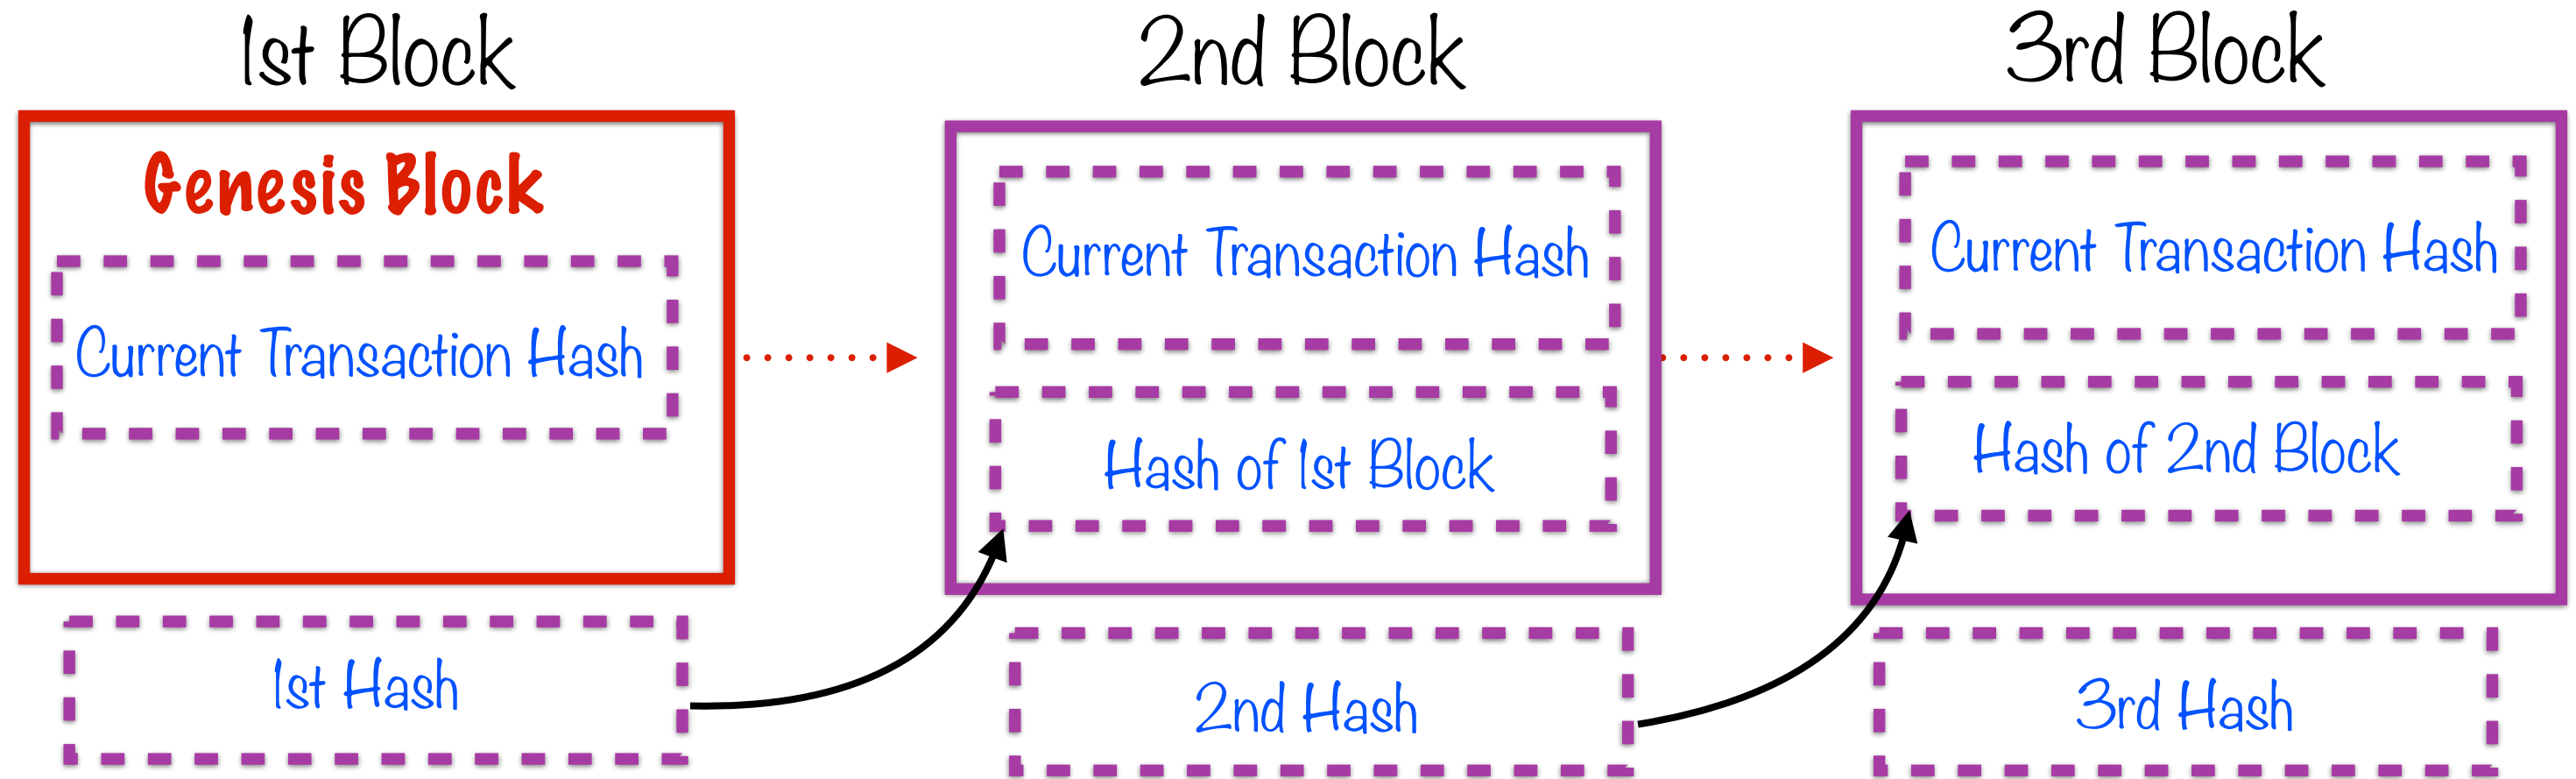 1st Block
2nd Block
3rd Block
Genesis Block
Current Transaction Hash
Current Transaction Hash
Hash of 1st Block
Current Transaction Hash
Hash of 2nd Block
1st Hash
2nd Hash
3rd Hash